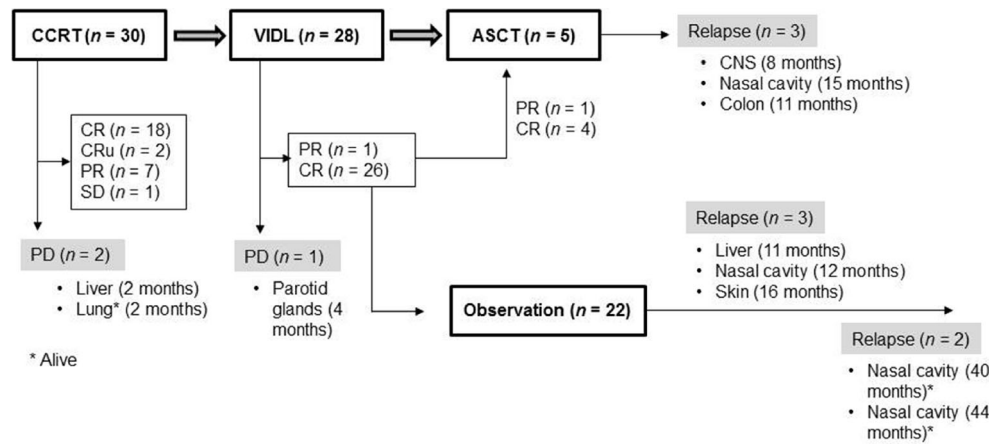 CCRT (n = 30)
VIDL (n = 28)
ASCT (n = 5)
Relapse (n = 3)
• CNS (8 months)
• Nasal cavity (15 months)
• Colon (11 months)
PR (n = 1)
CR (n = 4)
CR (n = 18)
CRu (n = 2)
PR (n = 7)
SD (n = 1)
PR (n = 1)
CR (n = 26)
PD (n = 2)
• Liver (2 months)
• Lung* (2 months)
PD (n = 1)
• Parotid
glands (4
months)
Observation (n = 22)
Relapse (n = 3)
• Liver (11 months)
• Nasal cavity (12 months)
• Skin (16 months)
Relapse (n = 2)
• Nasal cavity (40
months)*
• Nasal cavity (44
months)*
* Alive